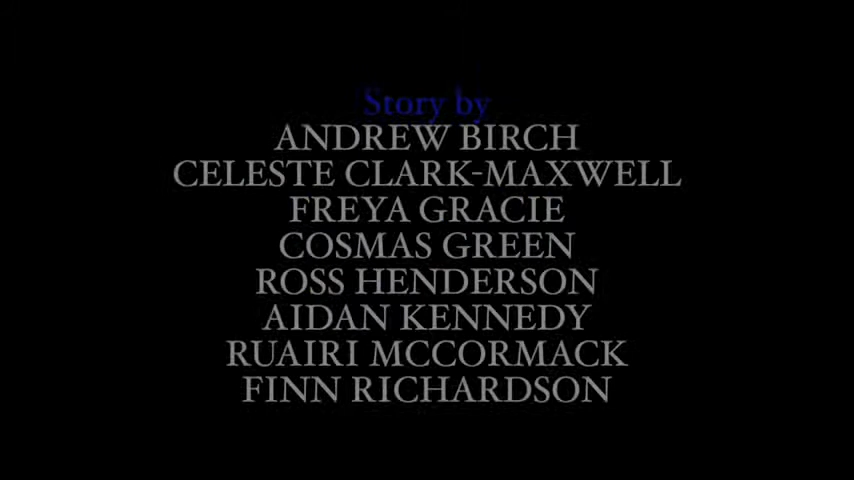 Story by
ANDREW BIRCH
CELESTE CLARK-MAXWELL
FREYA GRACIE
COSMAS GREEN
ROSS HENDERSON
AIDAN KENNEDY
RUAIRI MCCORMACK
FINN RICHARDSON